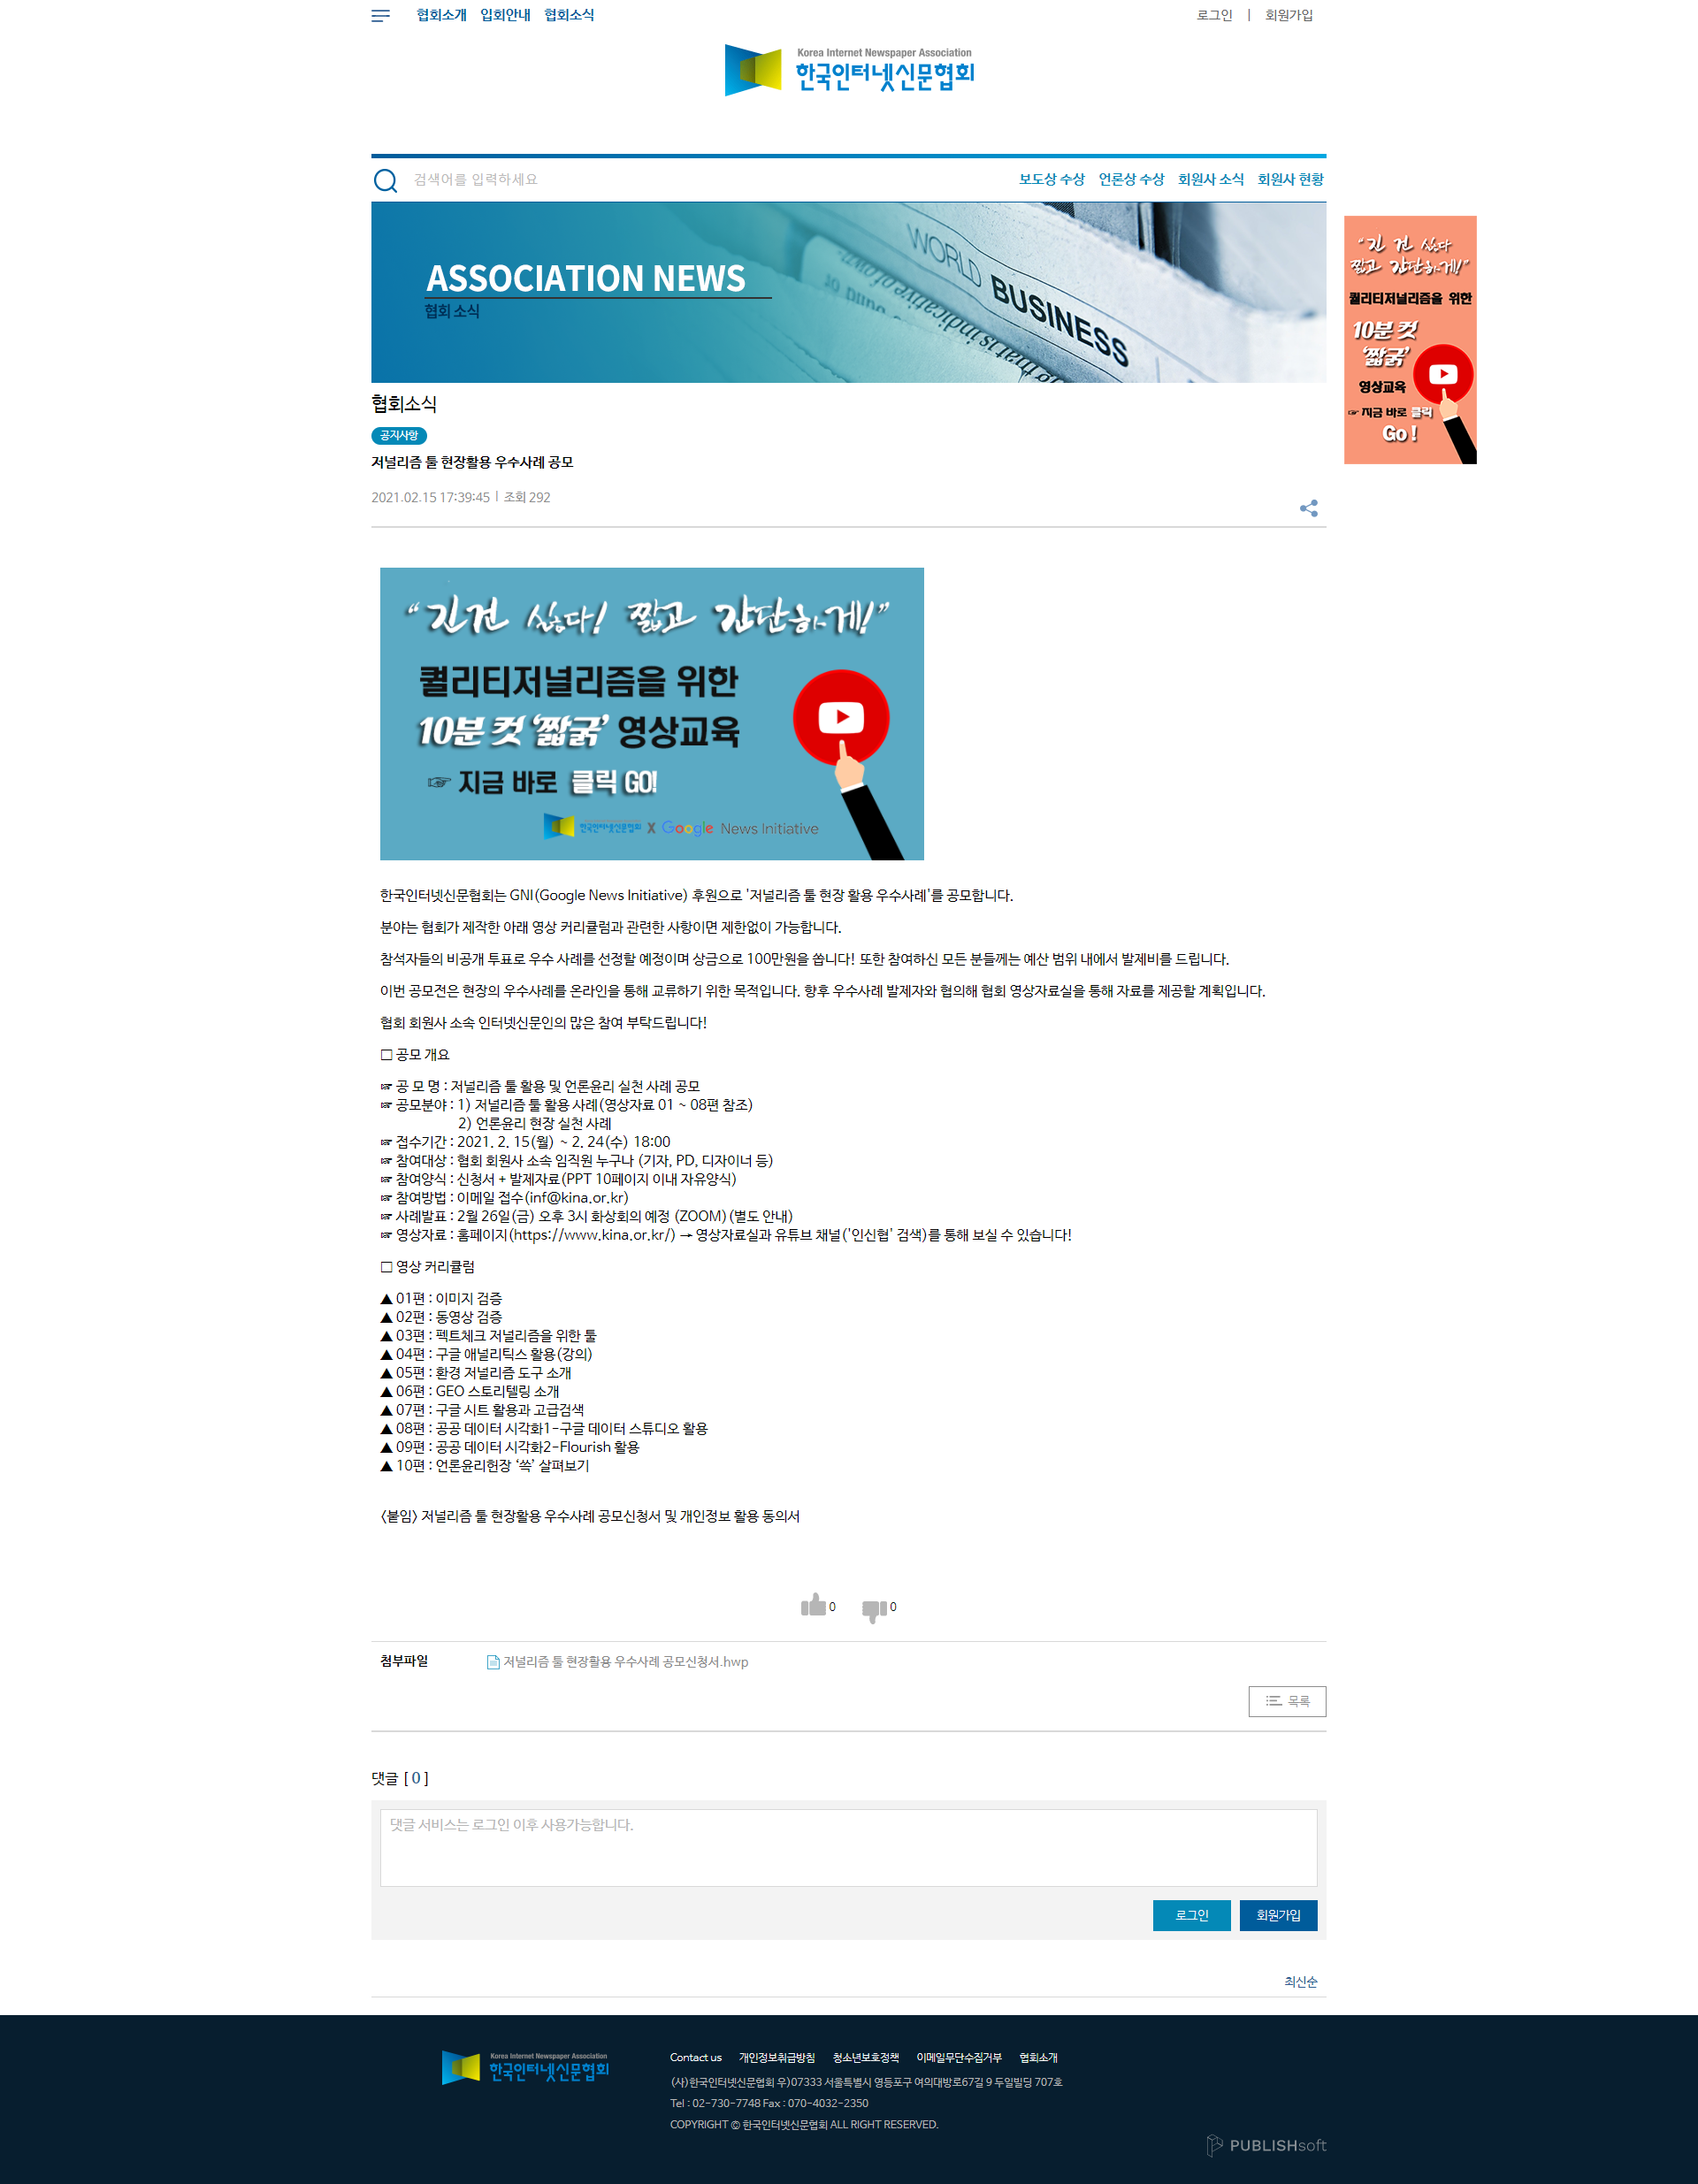 협회소개 입회안내 협회소식
로그인 | 회원가입
Korea Internet Newspaper Association
한국인터넷신문협회
검색어를 입력하세요
보도상 수상 언론상 수상 회원사 소식 회원사 현황
WORLD
BUSINESS
ASSOCIATION NEWS
협회 소식
“긴 건 싫다
짧고 간단하게!”
퀄리티저널리즘을 위한
10분 컷
‘짧굵’
영상교육
☞ 지금 바로 클릭
Go !
협회소식
공지사항
저널리즘 툴 현장활용 우수사례 공모
2021.02.15 17:39:45 | 조회 292
“긴건 싫다! 짧고 간단하게!”
퀄리티저널리즘을 위한
10분 컷 ‘짧굵’ 영상교육
☞ 지금 바로 클릭 GO!
한국인터넷신문협회 X Google News Initiative
한국인터넷신문협회는 GNI(Google News Initiative) 후원으로 '저널리즘 툴 현장 활용 우수사례'를 공모합니다.
분야는 협회가 제작한 아래 영상 커리큘럼과 관련한 사항이면 제한없이 가능합니다.
참석자들의 비공개 투표로 우수 사례를 선정할 예정이며 상금으로 100만원을 쏩니다! 또한 참여하신 모든 분들께는 예산 범위 내에서 발제비를 드립니다.
이번 공모전은 현장의 우수사례를 온라인을 통해 교류하기 위한 목적입니다. 향후 우수사례 발제자와 협의해 협회 영상자료실을 통해 자료를 제공할 계획입니다.
협회 회원사 소속 인터넷신문인의 많은 참여 부탁드립니다!
□ 공모 개요
☞ 공 모 명 : 저널리즘 툴 활용 및 언론윤리 실천 사례 공모
☞ 공모분야 : 1) 저널리즘 툴 활용 사례(영상자료 01 ~ 08편 참조)
2) 언론윤리 현장 실천 사례
☞ 접수기간 : 2021. 2. 15(월) ~ 2. 24(수) 18:00
☞ 참여대상 : 협회 회원사 소속 임직원 누구나 (기자, PD, 디자이너 등)
☞ 참여양식 : 신청서 + 발제자료(PPT 10페이지 이내 자유양식)
☞ 참여방법 : 이메일 접수(inf@kina.or.kr)
☞ 사례발표 : 2월 26일(금) 오후 3시 화상회의 예정 (ZOOM) (별도 안내)
☞ 영상자료 : 홈페이지(https://www.kina.or.kr/) → 영상자료실과 유튜브 채널('인신협' 검색)를 통해 보실 수 있습니다!
□ 영상 커리큘럼
▲ 01편 : 이미지 검증
▲ 02편 : 동영상 검증
▲ 03편 : 펙트체크 저널리즘을 위한 툴
▲ 04편 : 구글 애널리틱스 활용(강의)
▲ 05편 : 환경 저널리즘 도구 소개
▲ 06편 : GEO 스토리텔링 소개
▲ 07편 : 구글 시트 활용과 고급검색
▲ 08편 : 공공 데이터 시각화1-구글 데이터 스튜디오 활용
▲ 09편 : 공공 데이터 시각화2-Flourish 활용
▲ 10편 : 언론윤리헌장 ‘쓱’ 살펴보기
<붙임> 저널리즘 툴 현장활용 우수사례 공모신청서 및 개인정보 활용 동의서
0 0
첨부파일 저널리즘 툴 현장활용 우수사례 공모신청서.hwp
목록
댓글 [ 0 ]
댓글 서비스는 로그인 이후 사용가능합니다.
로그인 회원가입
최신순
Korea Internet Newspaper Association
한국인터넷신문협회
Contact us 개인정보취급방침 청소년보호정책 이메일무단수집거부 협회소개
(사)한국인터넷신문협회 우)07333 서울특별시 영등포구 여의대방로67길 9 두일빌딩 707호
Tel : 02-730-7748 Fax : 070-4032-2350
COPYRIGHT © 한국인터넷신문협회 ALL RIGHT RESERVED.
PUBLISHsoft